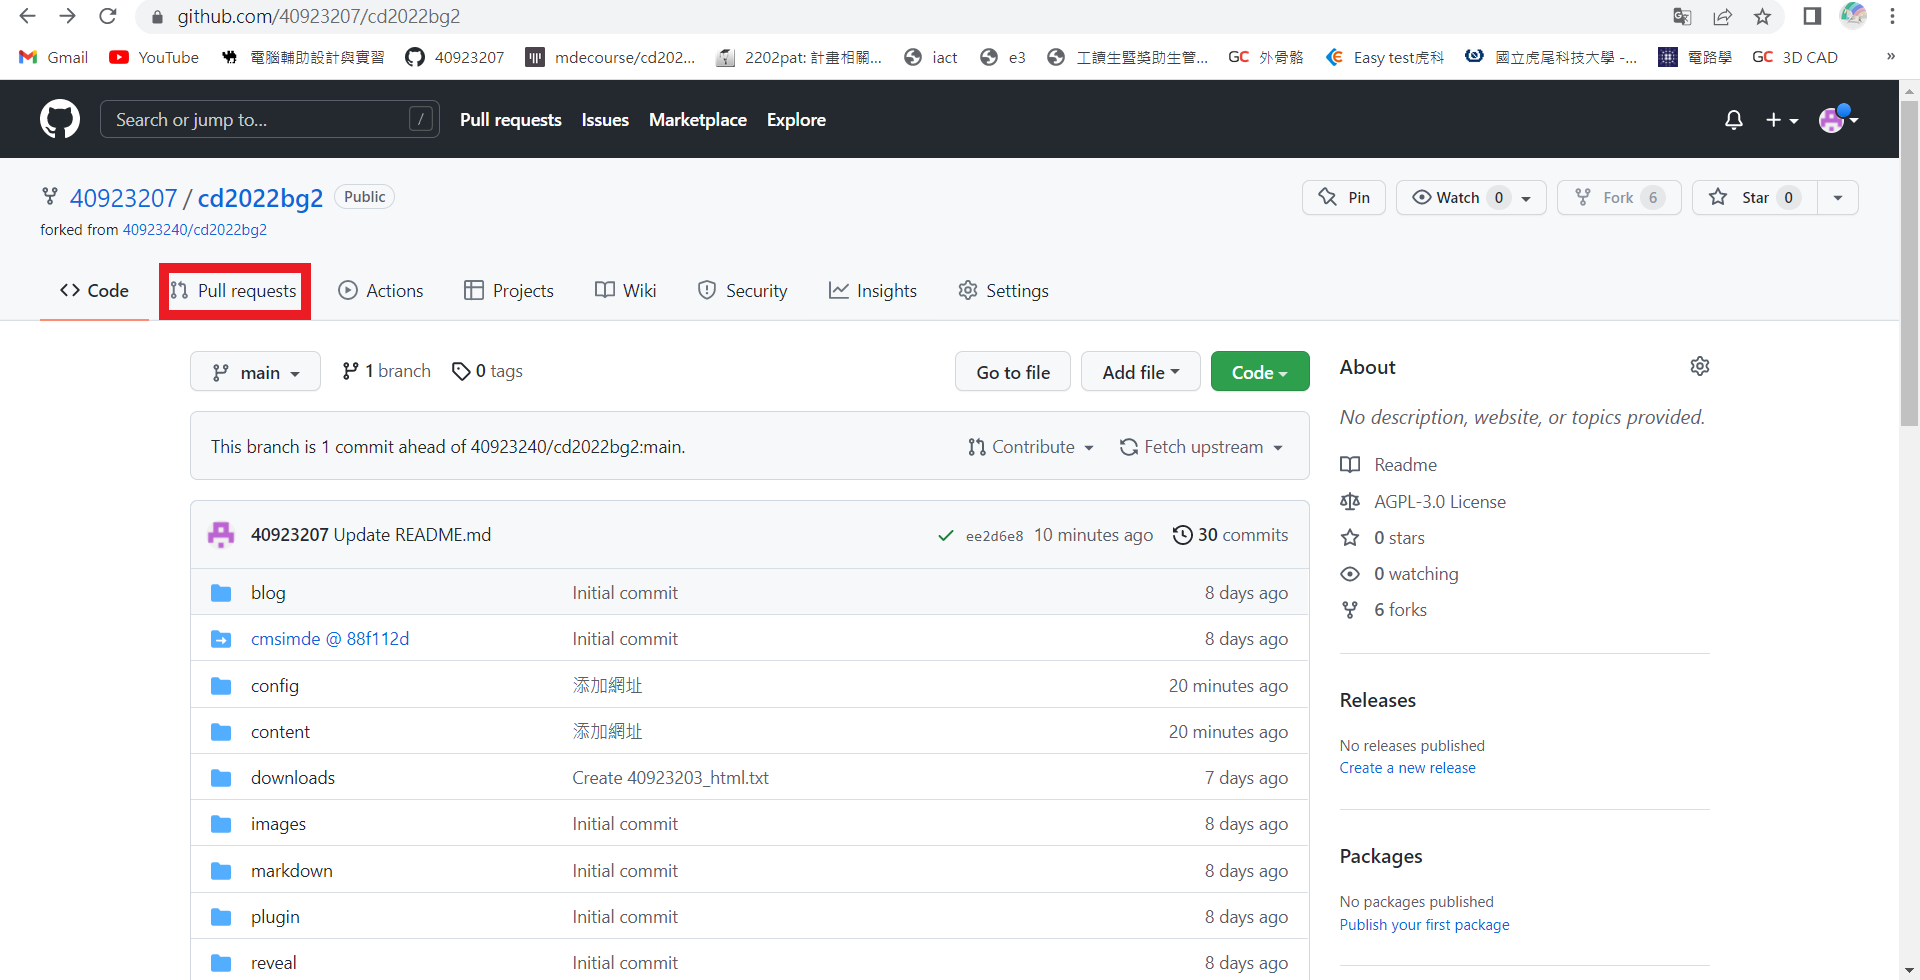 github.com/40923207/cd2022bg2
Gmail YouTube 電腦輔助設計與實習 40923207 mdecourse/cd202... 2202pat: 計畫相關... iact e3 工讀生暨獎助生管... GC 外骨骼 Easy test虎科 國立虎尾科技大學 -... 電路學 GC 3D CAD »
Search or jump to... / Pull requests Issues Marketplace Explore
40923207 / cd2022bg2 Public Pin Watch 0 Fork 6 Star 0
forked from 40923240/cd2022bg2
Code Pull requests Actions Projects Wiki Security Insights Settings
main 1 branch 0 tags Go to file Add file Code
This branch is 1 commit ahead of 40923240/cd2022bg2:main. Contribute Fetch upstream
40923207 Update README.md ee2d6e8 10 minutes ago 30 commits
blog Initial commit 8 days ago
cmsimde @ 88f112d Initial commit 8 days ago
config 添加網址 20 minutes ago
content 添加網址 20 minutes ago
downloads Create 40923203_html.txt 7 days ago
images Initial commit 8 days ago
markdown Initial commit 8 days ago
plugin Initial commit 8 days ago
reveal Initial commit 8 days ago
About
No description, website, or topics provided.
Readme
AGPL-3.0 License
0 stars
0 watching
6 forks
Releases
No releases published
Create a new release
Packages
No packages published
Publish your first package